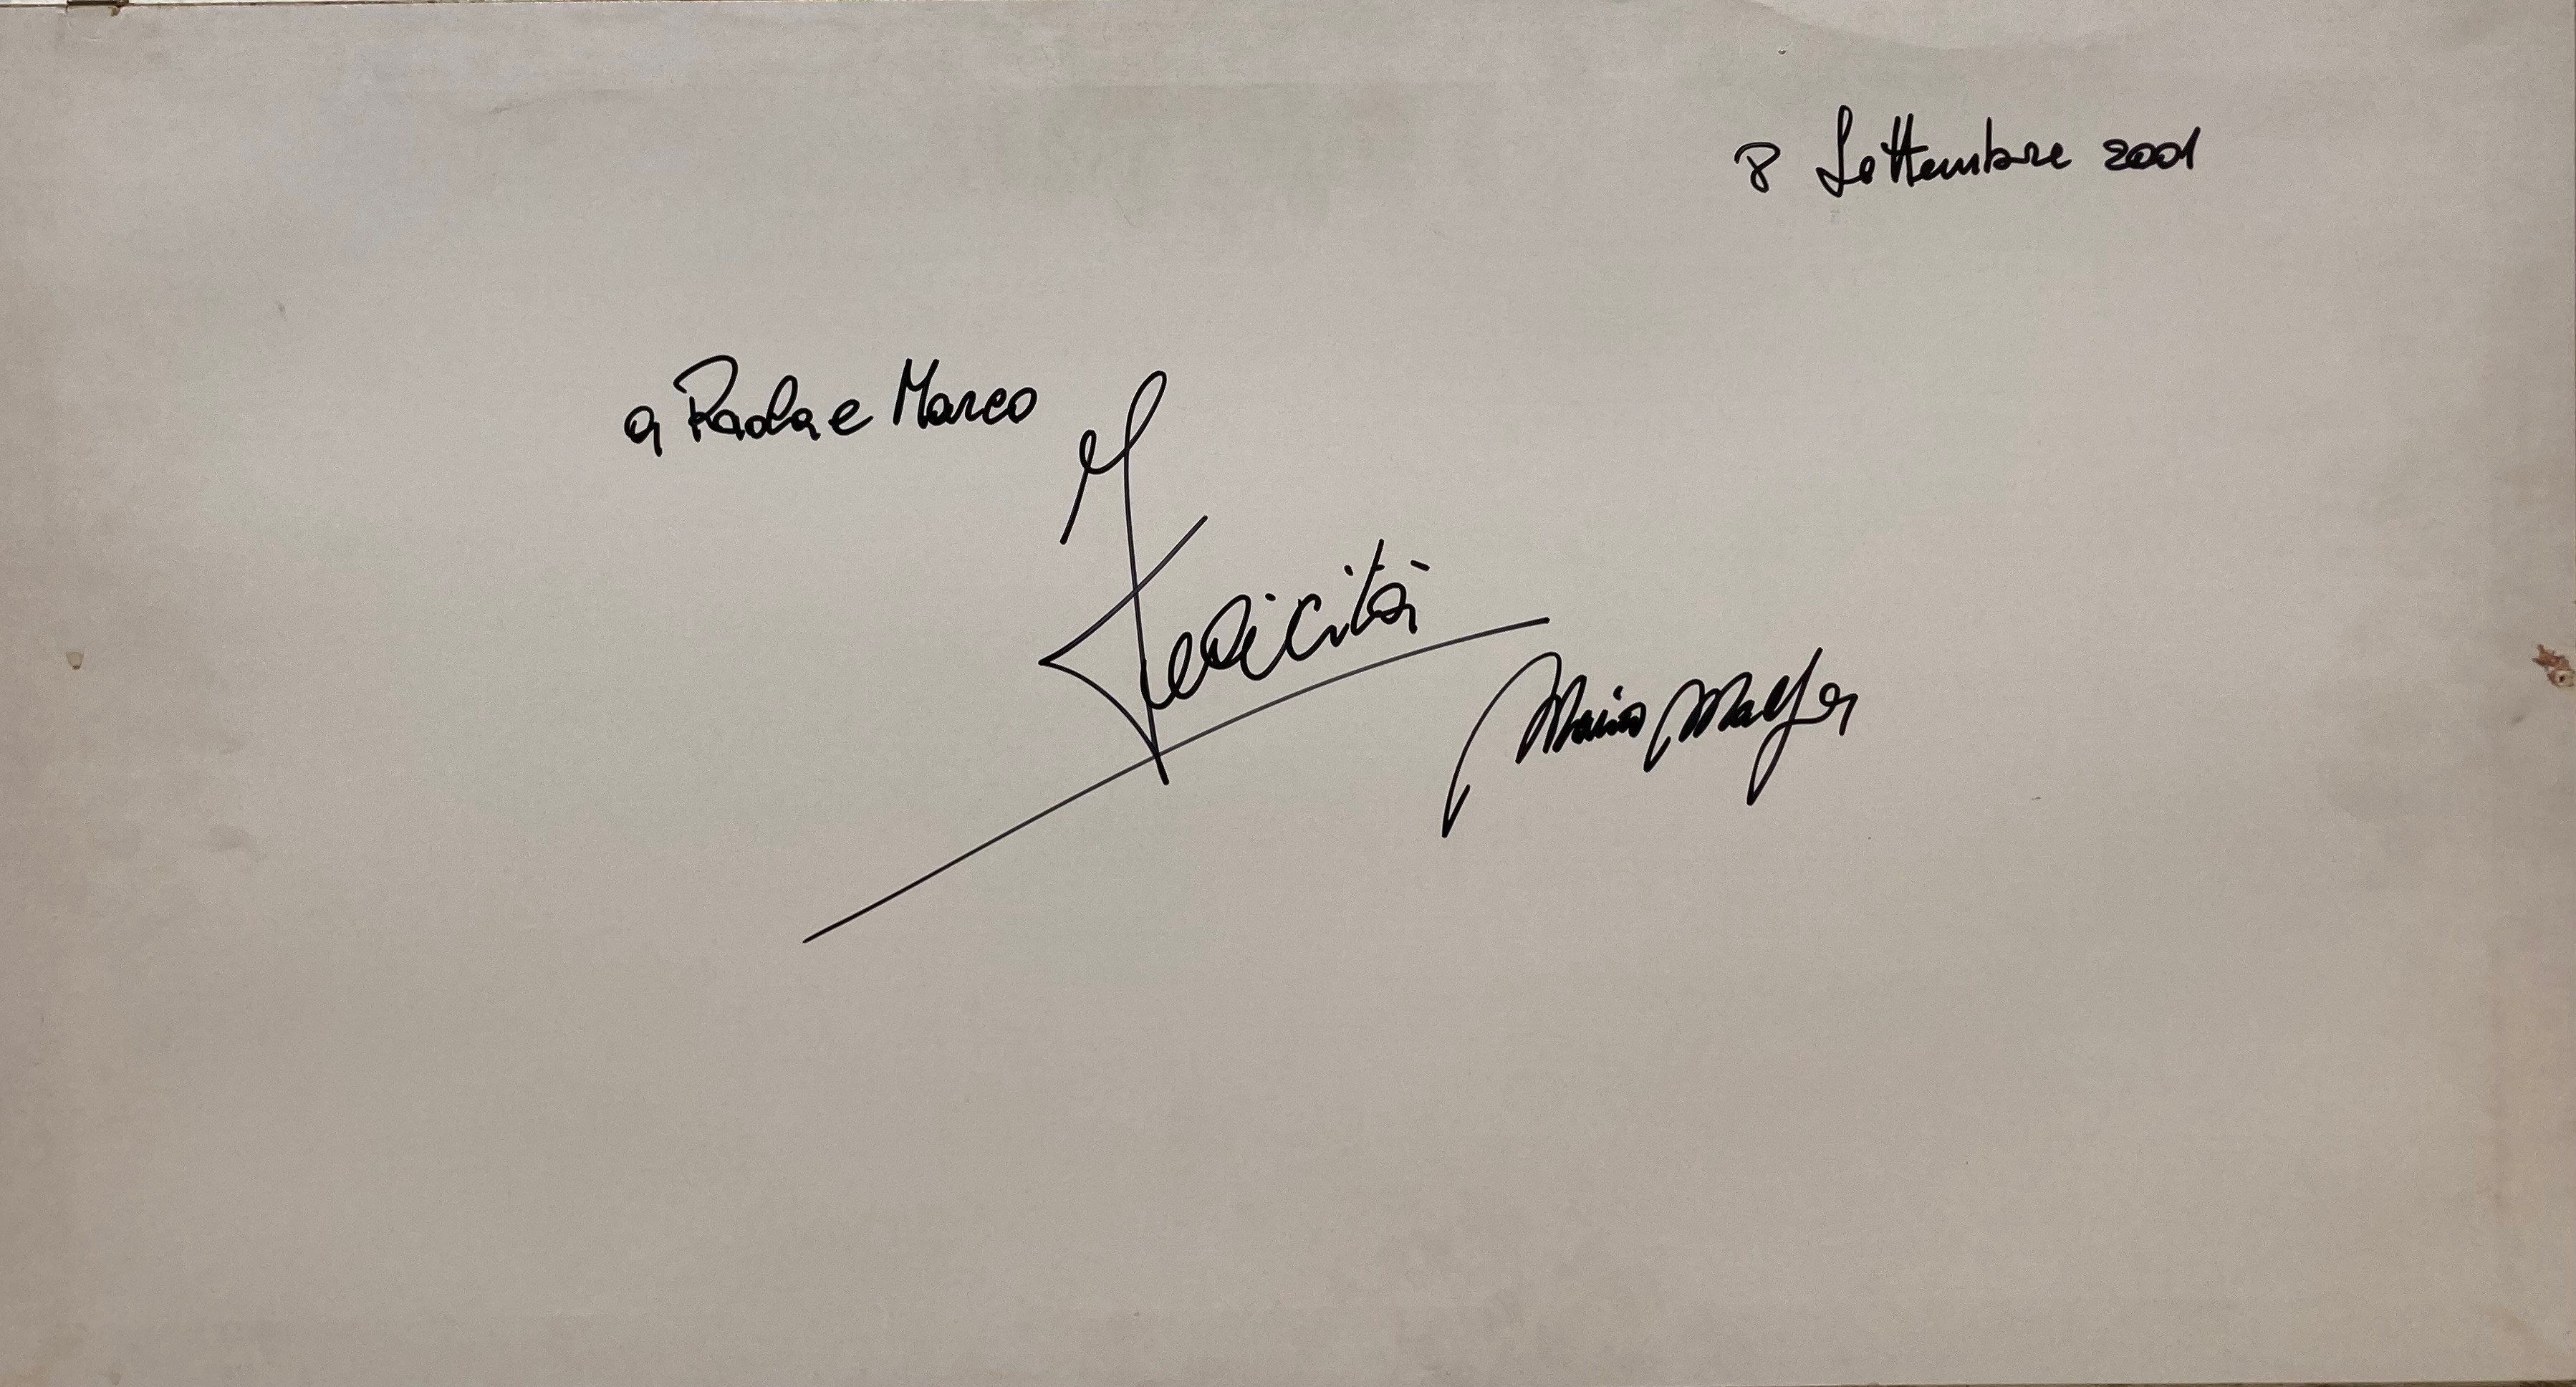 8 Settembre 2001
a Paola e Marco
Felicità